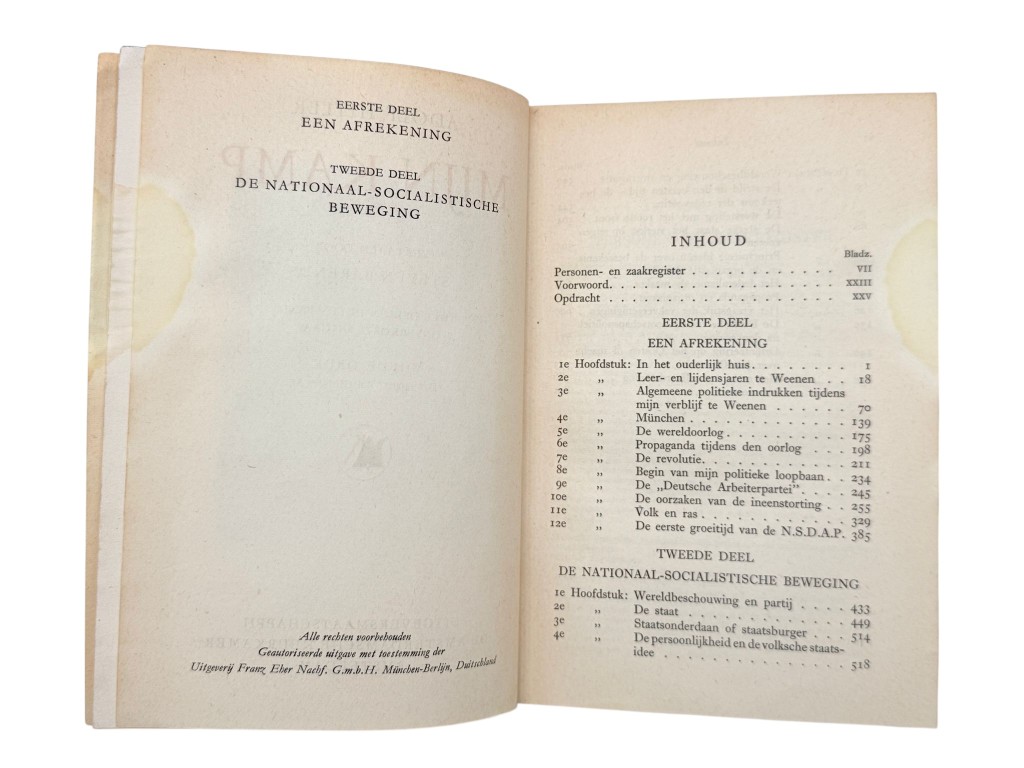 EERSTE DEEL
EEN AFREKENING
TWEEDE DEEL
DE NATIONAAL-SOCIALISTISCHE
BEWEGING
Alle rechten voorbehouden
Geautoriseerde uitgave met toestemming der
Uitgeverij Franz Eher Nachf. G.m.b.H. München-Berlijn, Duitschland
INHOUD
Bladz.
Personen- en zaakregister . . . . . . . . . . . . VII
Voorwoord. . . . . . . . . . . . . . . . . . XXIII
Opdracht . . . . . . . . . . . . . . . . . . XXV
EERSTE DEEL
EEN AFREKENING
1e Hoofdstuk: In het ouderlijk huis. . . . . . . . 1
2e „ Leer- en lijdensjaren te Weenen . . 18
3e „ Algemeene politieke indrukken tijdens
mijn verblijf te Weenen . . . . . . 70
4e „ München . . . . . . . . . . . . 139
5e „ De wereldoorlog . . . . . . . . . 175
6e „ Propaganda tijdens den oorlog . . . 198
7e „ De revolutie. . . . . . . . . . . 211
8e „ Begin van mijn politieke loopbaan . . 234
9e „ De „Deutsche Arbeiterpartei”. . . . 245
10e „ De oorzaken van de ineenstorting . . 255
11e „ Volk en ras . . . . . . . . . . . 329
12e „ De eerste groeitijd van de N.S.D.A.P. 385
TWEEDE DEEL
DE NATIONAAL-SOCIALISTISCHE BEWEGING
1e Hoofdstuk: Wereldbeschouwing en partij . . . . 433
2e „ De staat . . . . . . . . . . . . 449
3e „ Staatsonderdaan of staatsburger . . . 514
4e „ De persoonlijkheid en de volksche staats-
idee . . . . . . . . . . . . . . 518